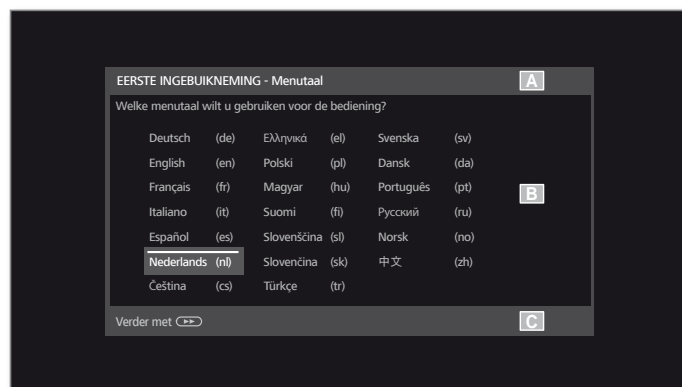 EERSTE INGEBUIKNEMING - Menutaal A
Welke menutaal wilt u gebruiken voor de bediening?
Deutsch (de) Ελληνικά (el) Svenska (sv)
English (en) Polski (pl) Dansk (da)
Français (fr) Magyar (hu) Português (pt)
B
Italiano (it) Suomi (fi) Русский (ru)
Español (es) Slovenščina (sl) Norsk (no)
Nederlands (nl) Slovenčina (sk) 中文 (zh)
Čeština (cs) Türkçe (tr)
Verder met C